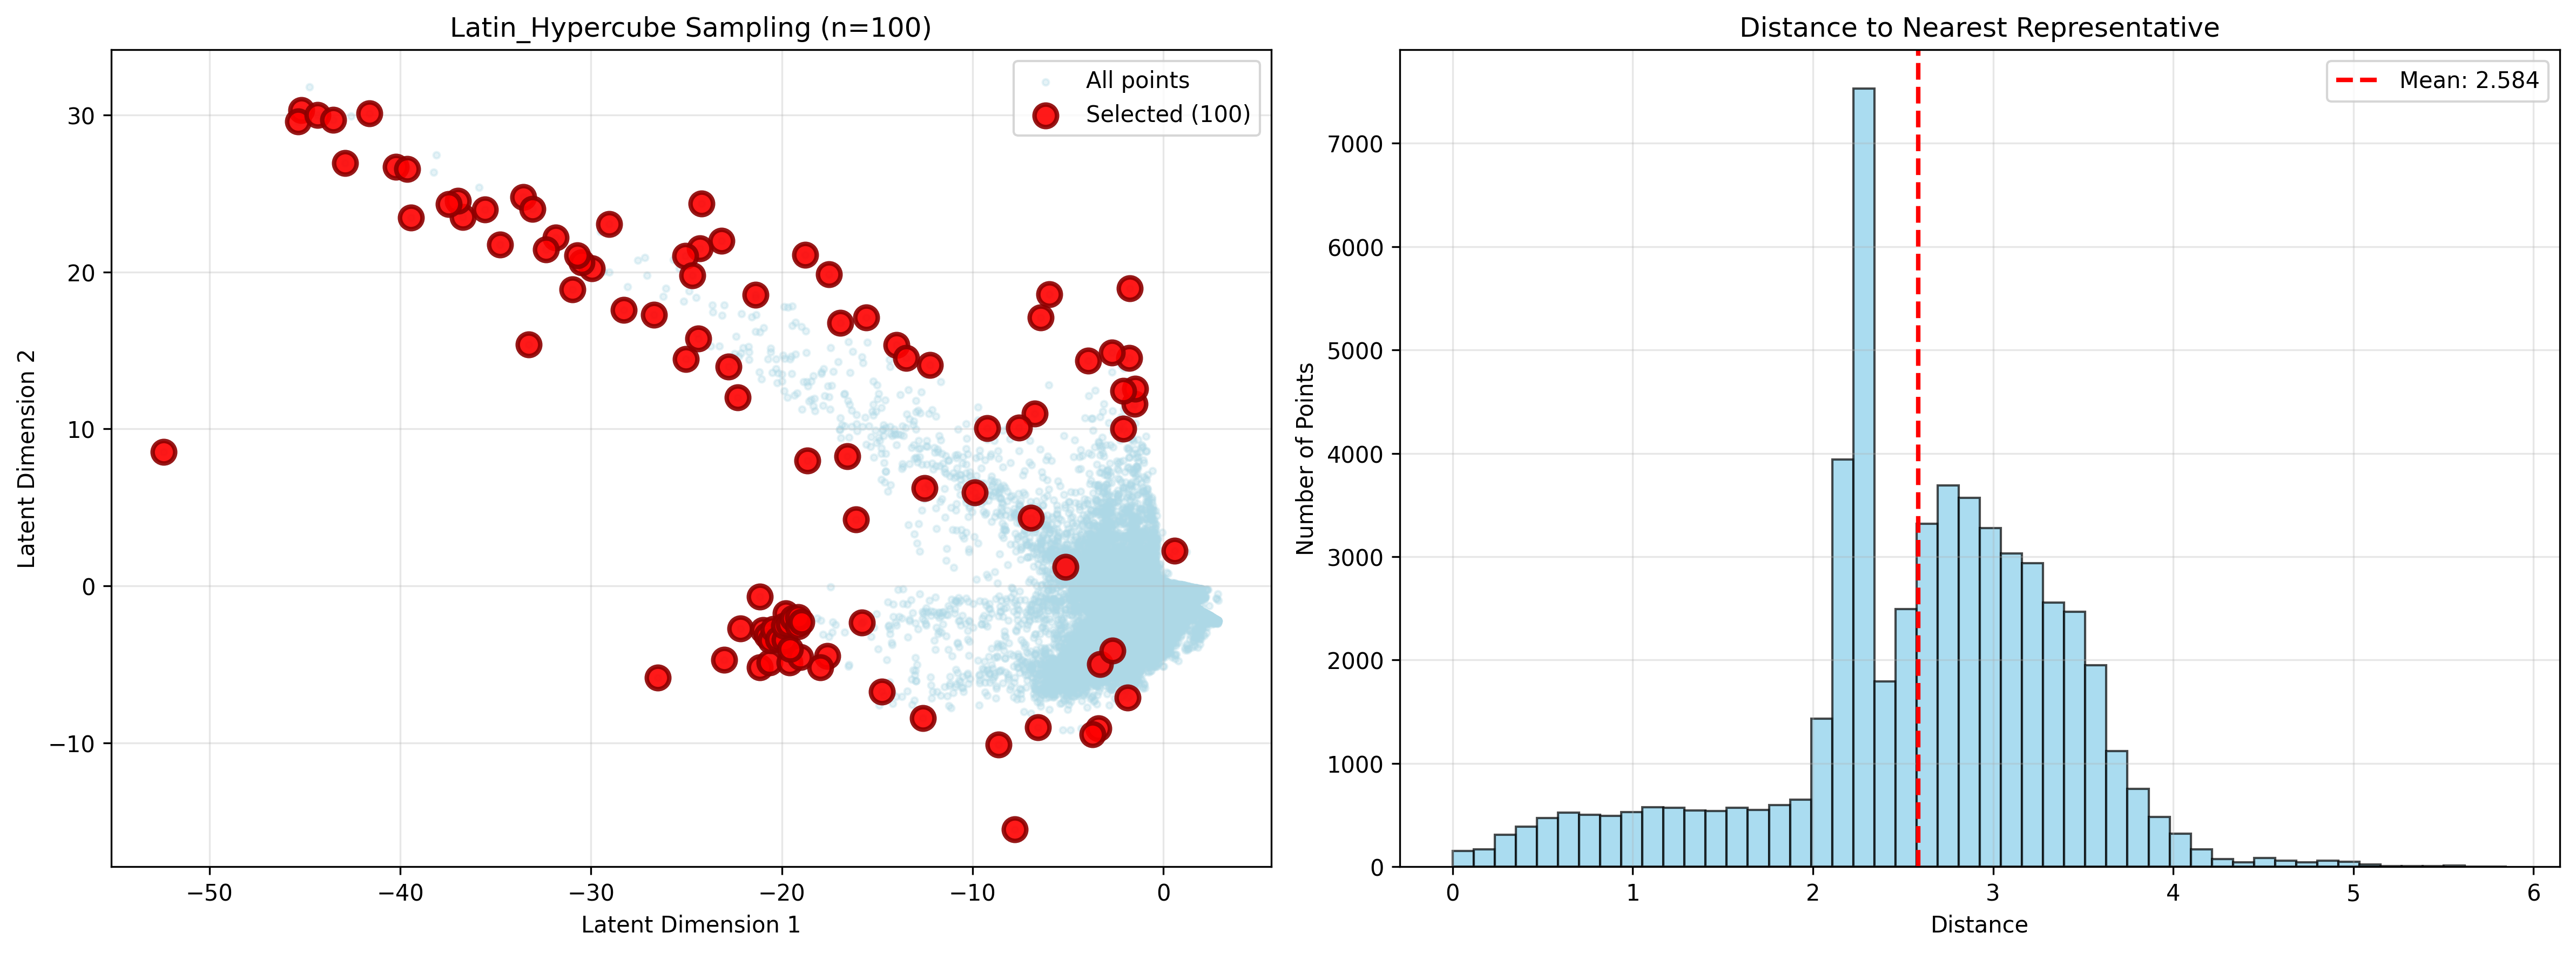 Latin_Hypercube Sampling (n=100)
All points
Selected (100)
30
20
10
0
−10
Latent Dimension 2
−50
−40
−30
−20
−10
0
Latent Dimension 1
Distance to Nearest Representative
Mean: 2.584
7000
6000
5000
4000
3000
2000
1000
0
Number of Points
0
1
2
3
4
5
6
Distance